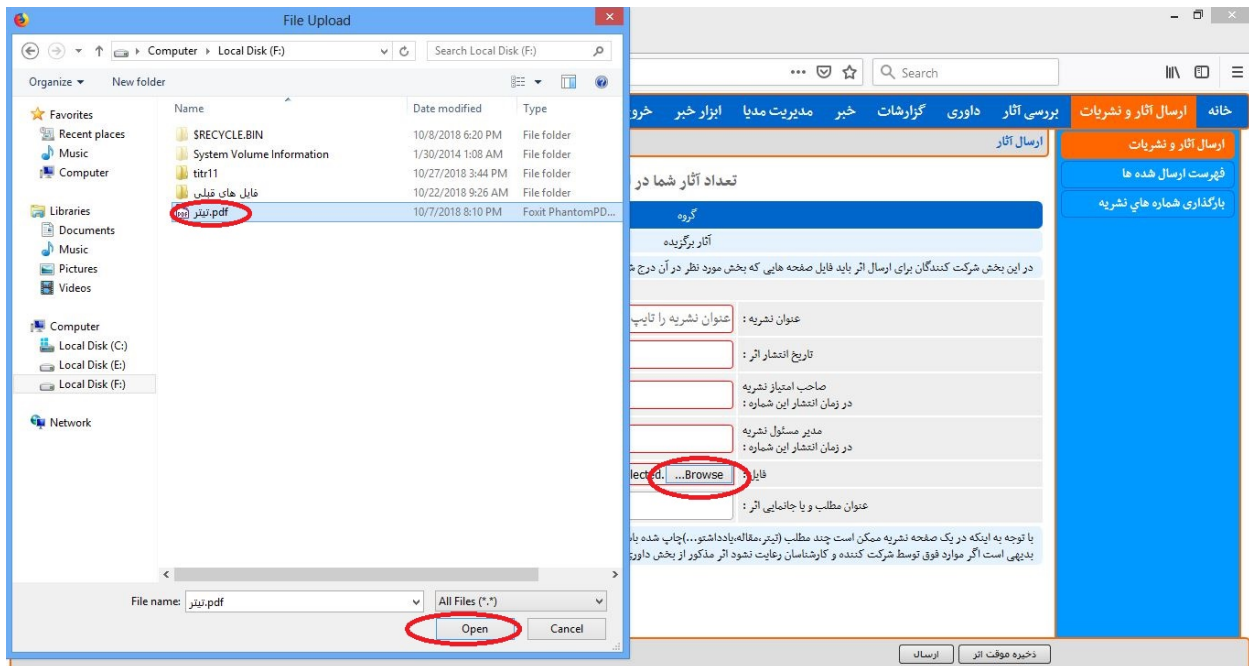 File Upload
Computer
Local Disk (F:)
Search Local Disk (F:)
Organize
New folder
Name
Date modified
Type
Favorites
Recent places
Music
Computer
Libraries
Documents
Music
Pictures
Videos
Computer
Local Disk (C:)
Local Disk (E:)
Local Disk (F:)
Network
$RECYCLE.BIN 10/8/2018 6:20 PM File folder
System Volume Information 1/30/2014 1:08 AM File folder
titr11 10/27/2018 3:44 PM File folder
فایل های قبلی 10/22/2018 9:26 AM File folder
تیتر.pdf 10/7/2018 8:10 PM Foxit PhantomPD...
File name: تیتر.pdf
All Files (*.*)
Open
Cancel
Search
خانه ارسال آثار و نشریات بررسی آثار داوری گزارشات خبر مدیریت مدیا ابزار خبر
ارسال آثار و نشریات
فهرست ارسال شده ها
بارگذاری شماره هاي نشریه
ارسال آثار
تعداد آثار شما در
گروه
آثار برگزیده
در این بخش شرکت کنندگان برای ارسال اثر باید فایل صفحه هایی که بخش مورد نظر در آن درج
عنوان نشریه :
عنوان نشریه را تایپ
تاریخ انتشار اثر :
صاحب امتیاز نشریه
در زمان انتشار این شماره :
مدیر مسئول نشریه
در زمان انتشار این شماره :
فایل :
Browse...
عنوان مطلب و یا جانمایی اثر :
با توجه به اینکه در یک صفحه نشریه ممکن است چند مطلب (تیتر،مقاله،یادداشتو...)چاپ شده
بدیهی است اگر موارد فوق توسط شرکت کننده و کارشناسان رعایت نشود اثر مذکور از بخش
ذخیره موقت اثر
ارسال